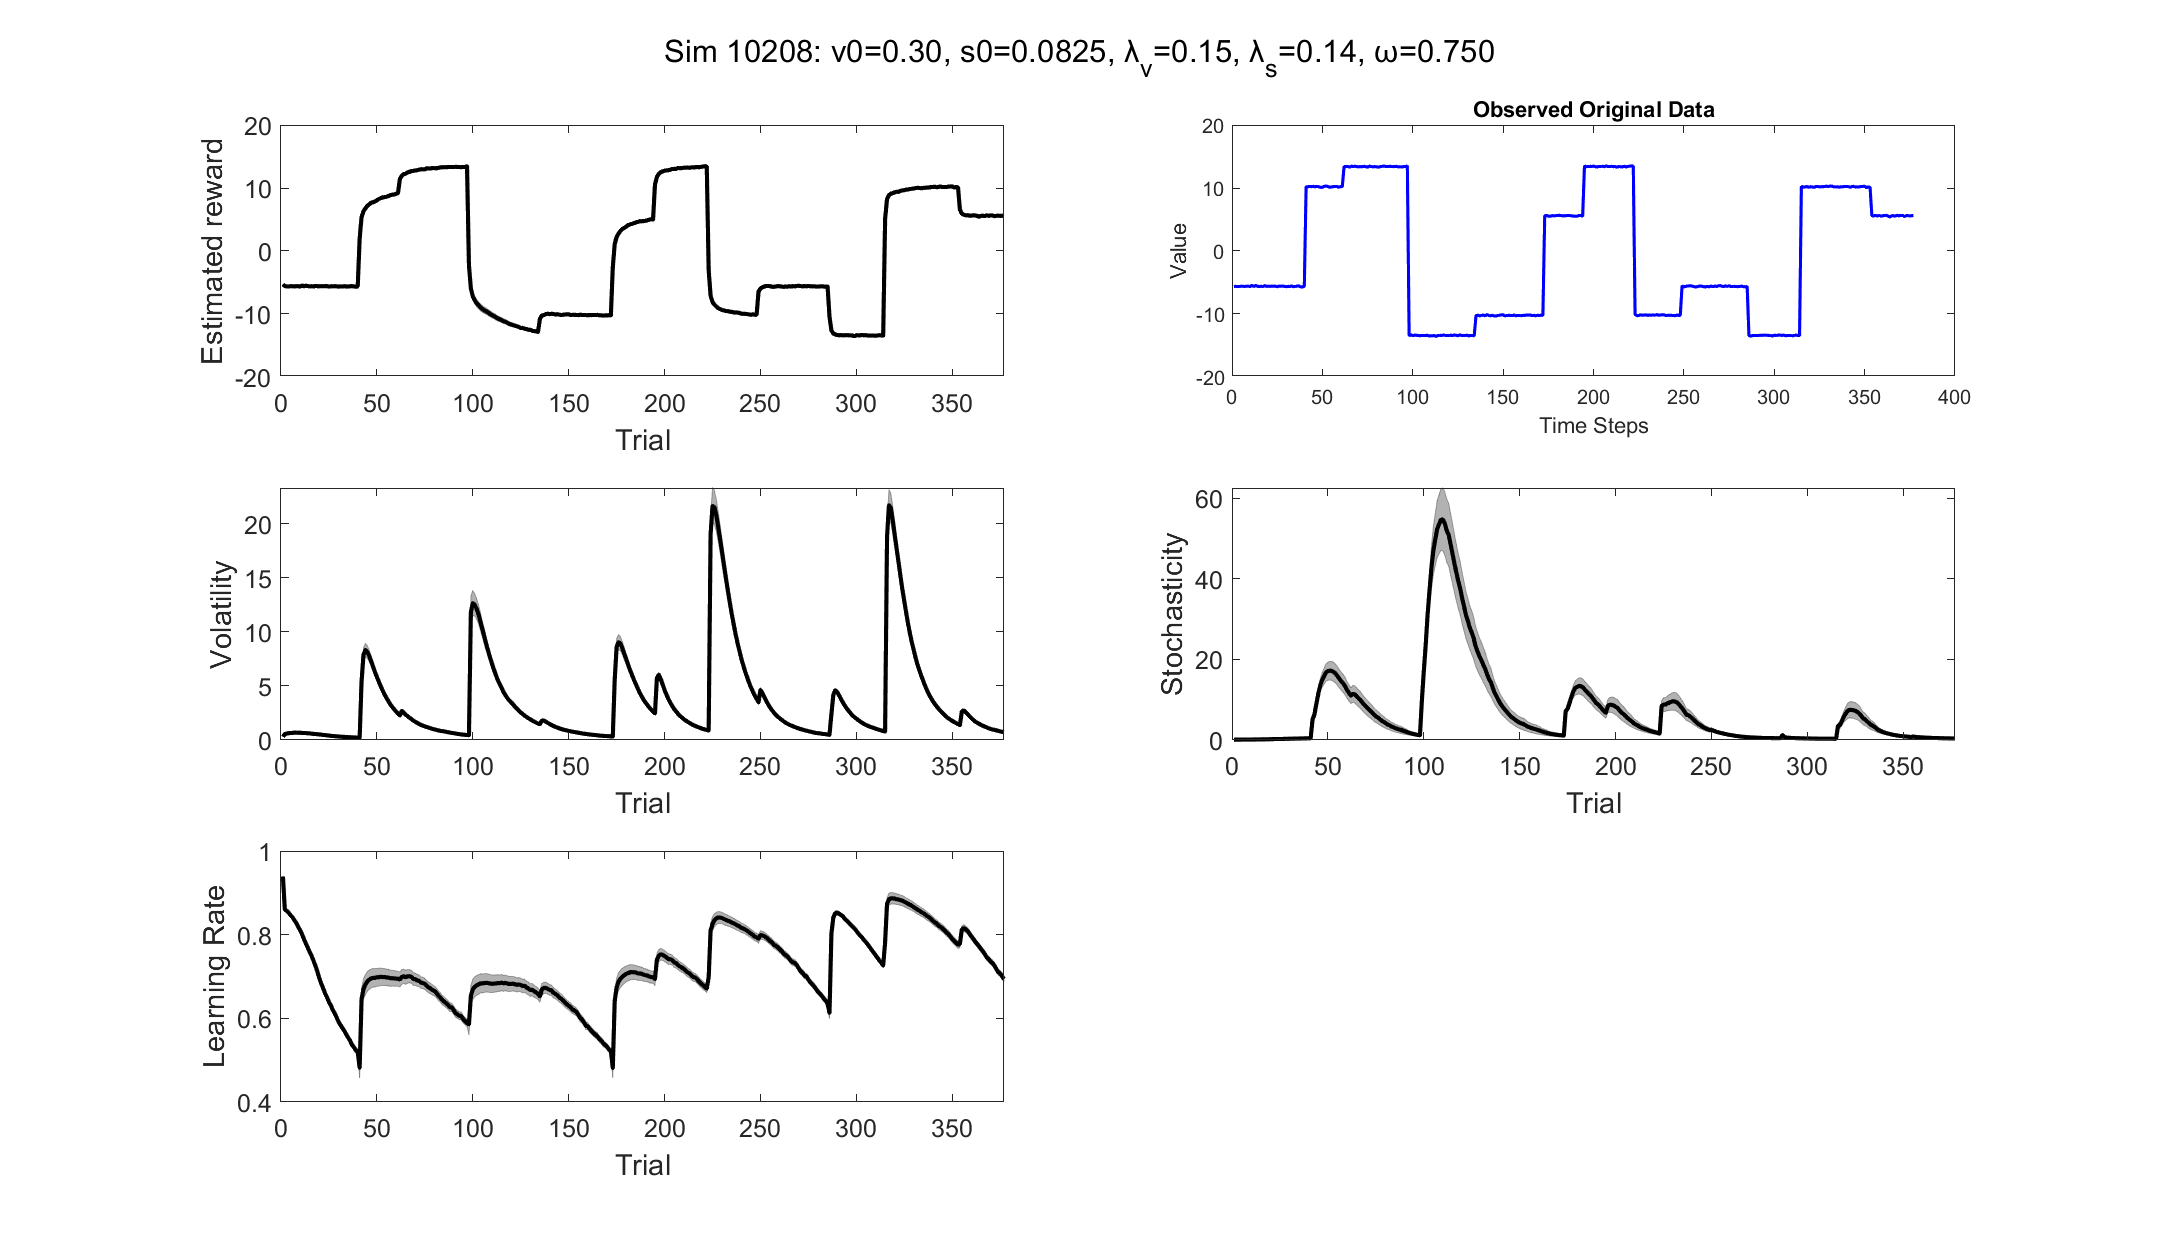 Sim 10208: v0=0.30, s0=0.0825, λv=0.15, λs=0.14, ω=0.750
Estimated reward
20
10
0
-10
-20
0 50 100 150 200 250 300 350
Trial
Observed Original Data
Value
20
10
0
-10
-20
0 50 100 150 200 250 300 350 400
Time Steps
Volatility
20
15
10
5
0
0 50 100 150 200 250 300 350
Trial
Stochasticity
60
40
20
0
0 50 100 150 200 250 300 350
Trial
Learning Rate
1
0.8
0.6
0.4
0 50 100 150 200 250 300 350
Trial